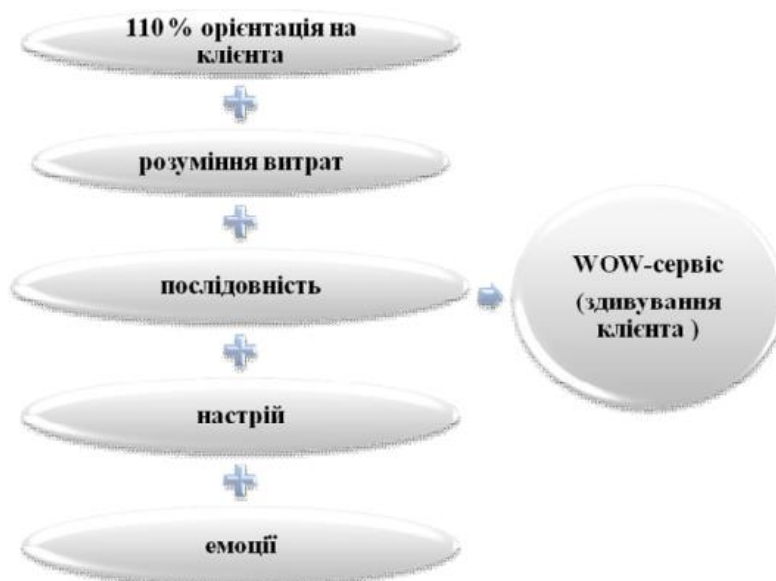 110 % орієнтація на
клієнта
розуміння витрат
послідовність
настрій
емоції
WOW-сервіс
(здивування
клієнта )